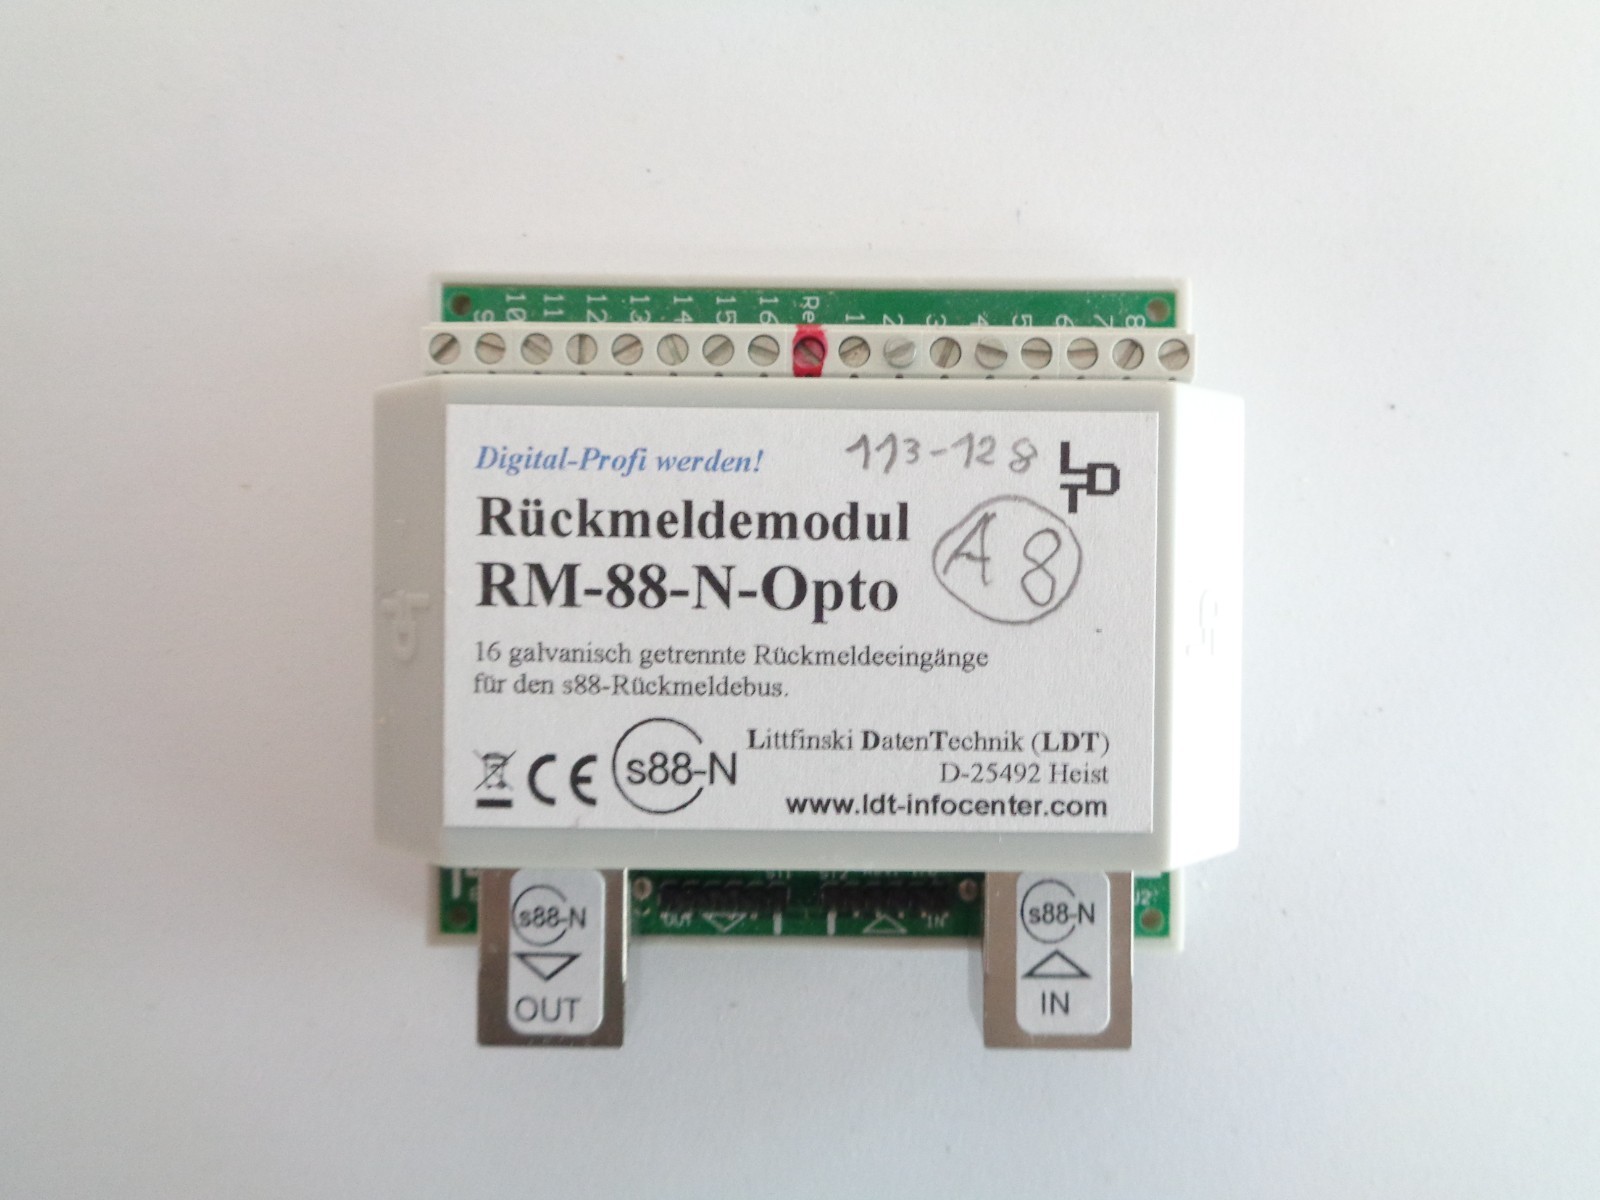 9 10 11 12 13 14 15 16 Re 1 2 3 4 5 6 7 8
Digital-Profi werden! 113-128
LDT
Rückmeldemodul
A8
RM-88-N-Opto
16 galvanisch getrennte Rückmeldeeingänge
für den s88-Rückmeldebus.
CE s88-N
Littfinski DatenTechnik (LDT)
D-25492 Heist
www.ldt-infocenter.com
OUT IN
s88-N
OUT
s88-N
IN